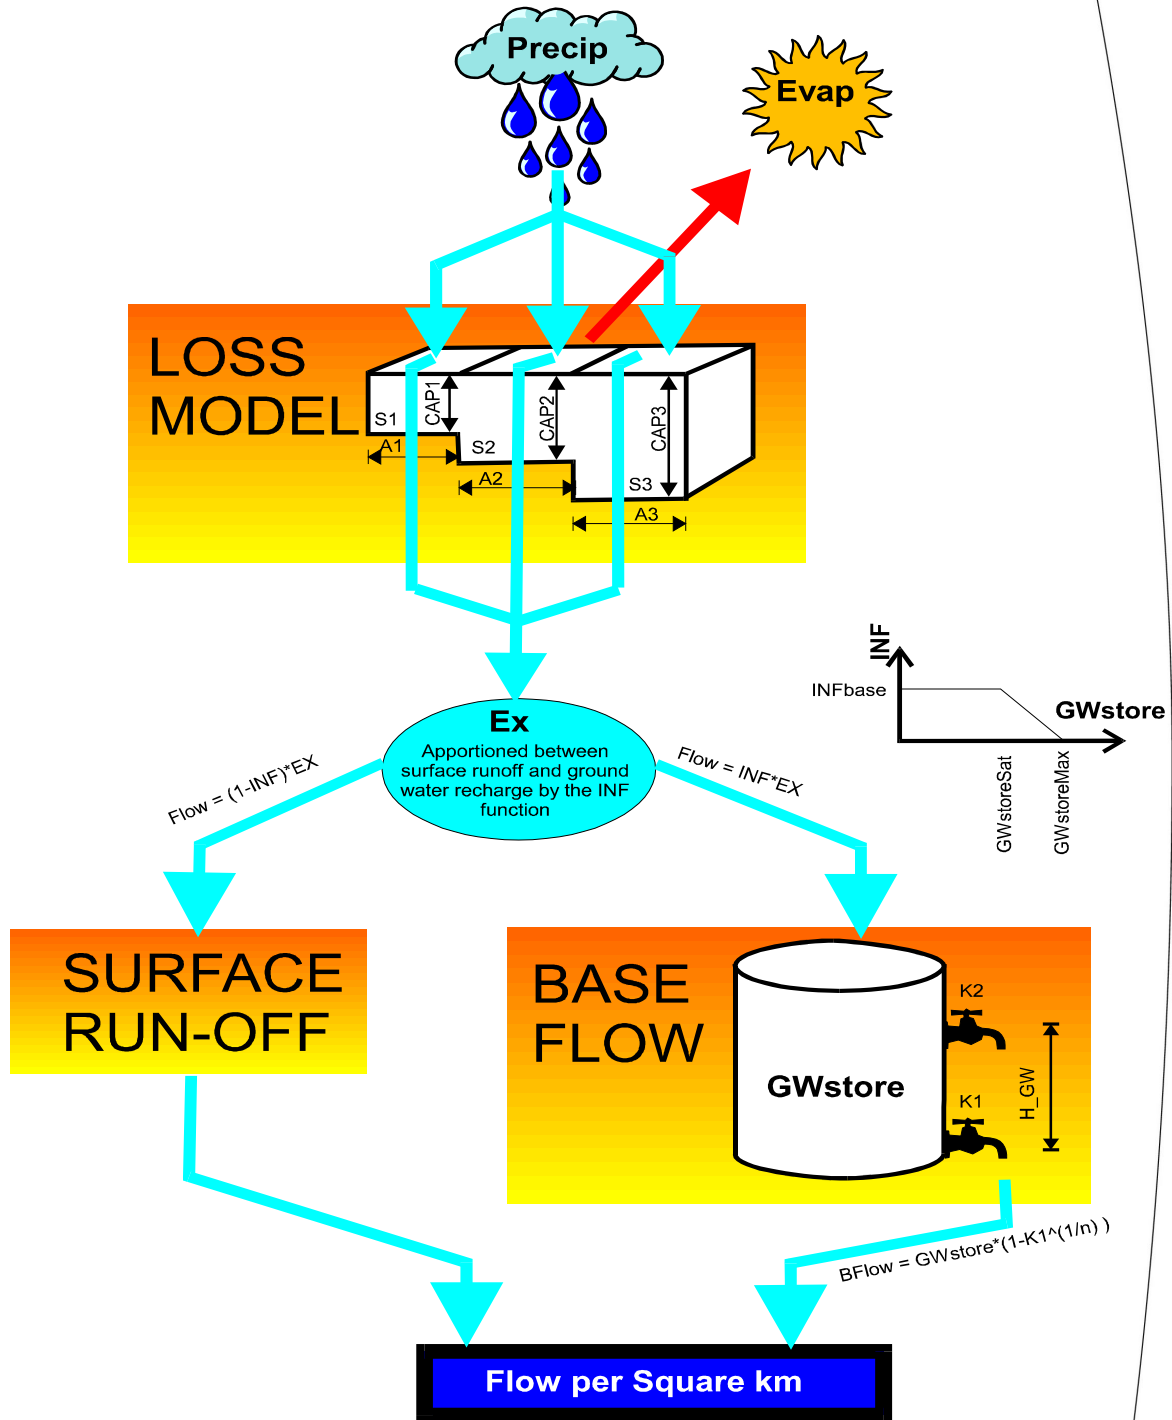 Precip
Evap
LOSS
MODEL
CAP1
CAP2
CAP3
S1
S2
S3
A1
A2
A3
Ex
Apportioned between
surface runoff and ground
water recharge by the INF
function
Flow = (1-INF)*EX
Flow = INF*EX
INF
INFbase
GWstore
GWstoreSat
GWstoreMax
SURFACE
RUN-OFF
BASE
FLOW
GWstore
K2
K1
H_GW
BFlow = GWstore*(1-K1^(1/n) )
Flow per Square km